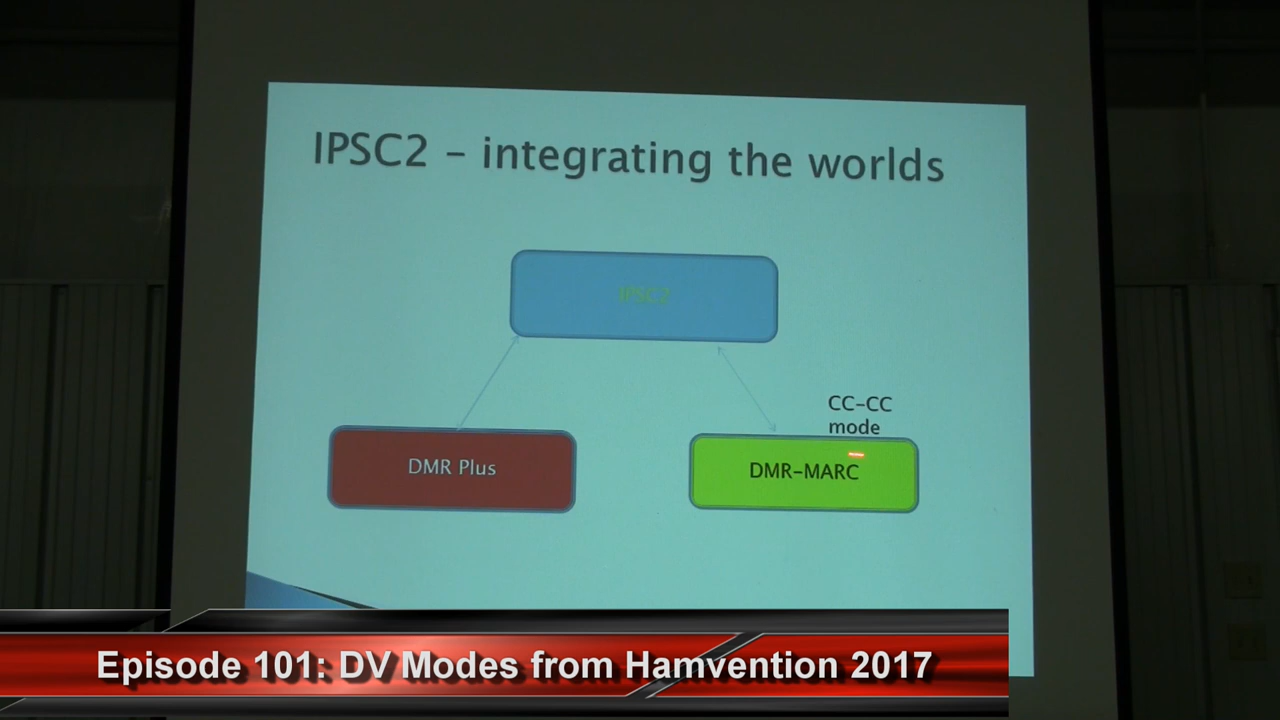 IPSC2 – integrating the worlds
IPSC2
CC-CC
mode
DMR Plus
DMR-MARC
Episode 101: DV Modes from Hamvention 2017